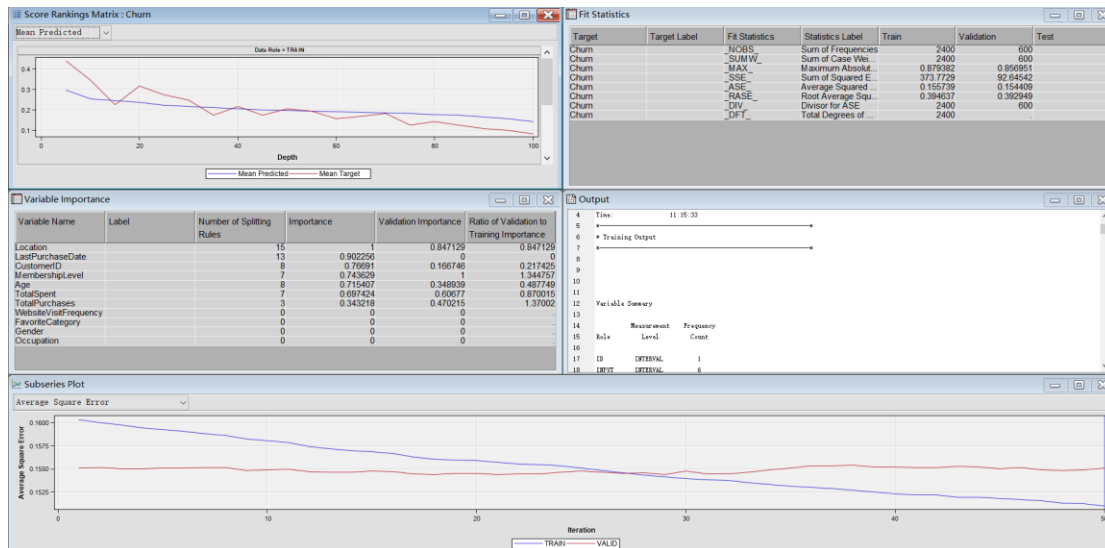 Score Rankings Matrix : Churn
Mean Predicted
Data Role = TRAIN
0.4
0.3
0.2
0.1
0 20 40 60 80 100
Depth
Mean Predicted Mean Target
Fit Statistics
Target Target Label Fit Statistics Statistics Label Train Validation Test
Churn _NOBS_ Sum of Frequencies 2400 600
Churn _SUMW_ Sum of Case Wei... 2400 600
Churn _MAX_ Maximum Absolut... 0.879382 0.856951
Churn _SSE_ Sum of Squared E... 373.7729 92.64542
Churn _ASE_ Average Squared ... 0.155739 0.154409
Churn _RASE_ Root Average Squ... 0.394637 0.392949
Churn _DIV_ Divisor for ASE 2400 600
Churn _DFT_ Total Degrees of ... 2400 .
Variable Importance
Variable Name Label Number of Splitting Rules Importance Validation Importance Ratio of Validation to Training Importance
Location 15 1 0.847129 0.847129
LastPurchaseDate 13 0.902256 0 0
CustomerID 8 0.76691 0.166746 0.217425
MembershipLevel 7 0.743629 1 1.344757
Age 8 0.715407 0.348939 0.487749
TotalSpent 7 0.697424 0.60677 0.870015
TotalPurchases 3 0.343218 0.470215 1.37002
WebsiteVisitFrequency 0 0 0 .
FavoriteCategory 0 0 0 .
Gender 0 0 0 .
Occupation 0 0 0 .
Output
4 Time: 11:15:33
5 *------------------------------------------------------------*
6 * Training Output
7 *------------------------------------------------------------*
8
9
10
11
12 Variable Summary
13
14 Measurement Frequency
15 Role Level Count
16
17 ID INTERVAL 1
18 INPUT INTERVAL 6
Subseries Plot
Average Square Error
Average Square Error
0.1600
0.1575
0.1550
0.1525
0 10 20 30 40 50
Iteration
TRAIN VALID